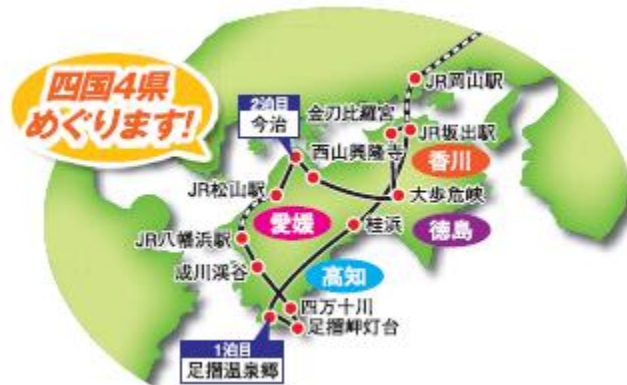 四国4県
めぐります!
JR岡山駅
2泊目
今治
金刀比羅宮
JR坂出駅
西山興隆寺
香川
JR松山駅
大歩危峡
愛媛
桂浜
徳島
JR八幡浜駅
成川渓谷
高知
四万十川
足摺岬灯台
1泊目
足摺温泉郷